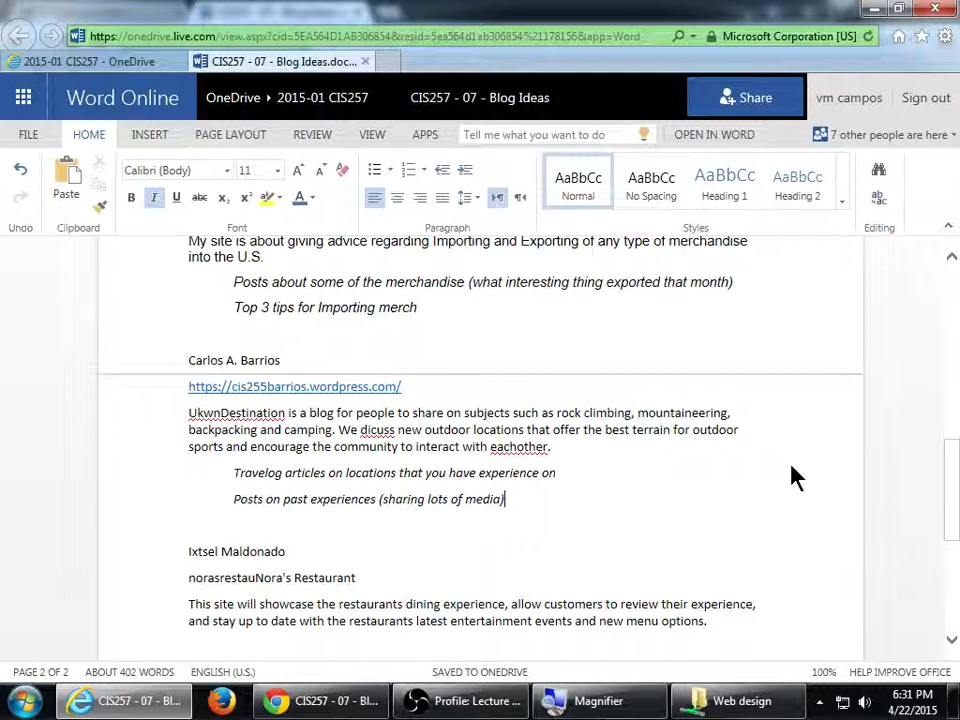 https://onedrive.live.com/view.aspx?cid=5EA564D1AB306854&resid=5ea564d1ab306854%21178156&app=Word
Microsoft Corporation [US]
2015-01 CIS257 - OneDrive
CIS257 - 07 - Blog Ideas.doc...
Word Online
OneDrive
2015-01 CIS257
CIS257 - 07 - Blog Ideas
Share
vm campos
Sign out
FILE
HOME
INSERT
PAGE LAYOUT
REVIEW
VIEW
APPS
Tell me what you want to do
OPEN IN WORD
7 other people are here
Calibri (Body)
11
Paste
B I U abc x₂ x² A
AaBbCc
Normal
AaBbCc
No Spacing
AaBbCc
Heading 1
AaBbCc
Heading 2
Undo
Clipboard
Font
Paragraph
Styles
Editing
My site is about giving advice regarding Importing and Exporting of any type of merchandise
into the U.S.
Posts about some of the merchandise (what interesting thing exported that month)
Top 3 tips for Importing merch
Carlos A. Barrios
https://cis255barrios.wordpress.com/
UkwnDestination is a blog for people to share on subjects such as rock climbing, mountaineering,
backpacking and camping. We dicuss new outdoor locations that offer the best terrain for outdoor
sports and encourage the community to interact with eachother.
Travelog articles on locations that you have experience on
Posts on past experiences (sharing lots of media)
Ixtsel Maldonado
norasrestauNora's Restaurant
This site will showcase the restaurants dining experience, allow customers to review their experience,
and stay up to date with the restaurants latest entertainment events and new menu options.
PAGE 2 OF 2
ABOUT 402 WORDS
ENGLISH (U.S.)
SAVED TO ONEDRIVE
100%
HELP IMPROVE OFFICE
CIS257 - 07 - Bl...
CIS257 - 07 - Bl...
Profile: Lecture ...
Magnifier
Web design
6:31 PM
4/22/2015